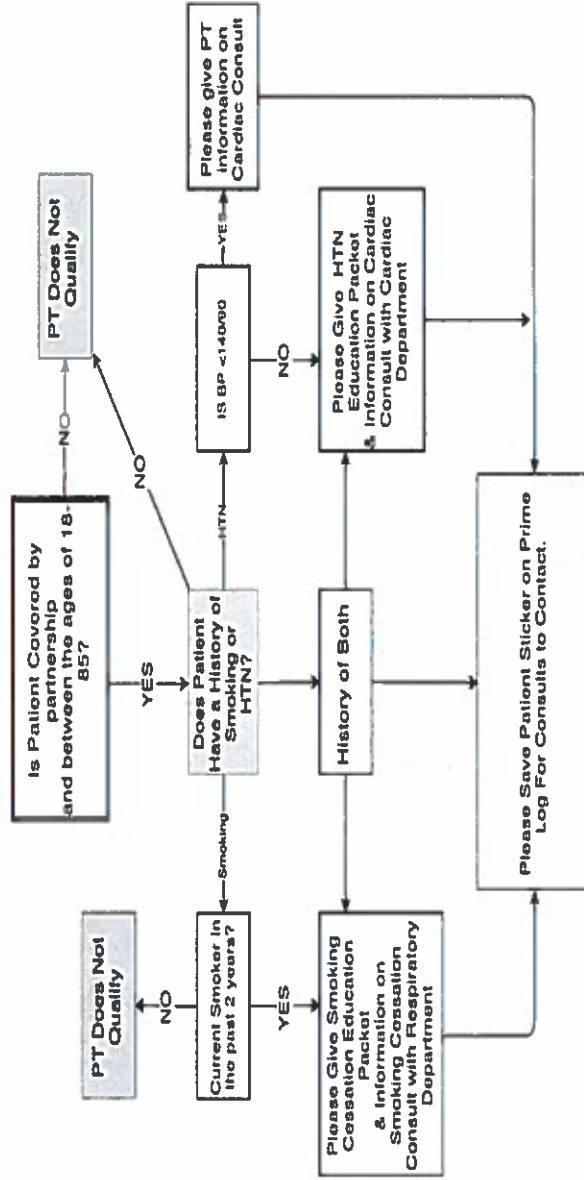 Is Patient Covered by
partnership
and between the ages of 18-
85?
NO
PT Does Not
Qualify
YES
Does Patient
Have a History of
Smoking or
HTN?
NO
Smoking
HTN
Current Smoker in
the past 2 years?
NO
PT Does Not
Qualify
YES
IS BP <140/90
YES
Please give PT
information on
Cardiac Consult
NO
History of Both
Please Give Smoking
Cessation Education
Packet
& Information on
Smoking Cessation
Consult with Respiratory
Department
Please Give HTN
Education Packet
& Information on Cardiac
Consult with Cardiac
Department
Please Save Patient Sticker on Prime
Log For Consults to Contact.